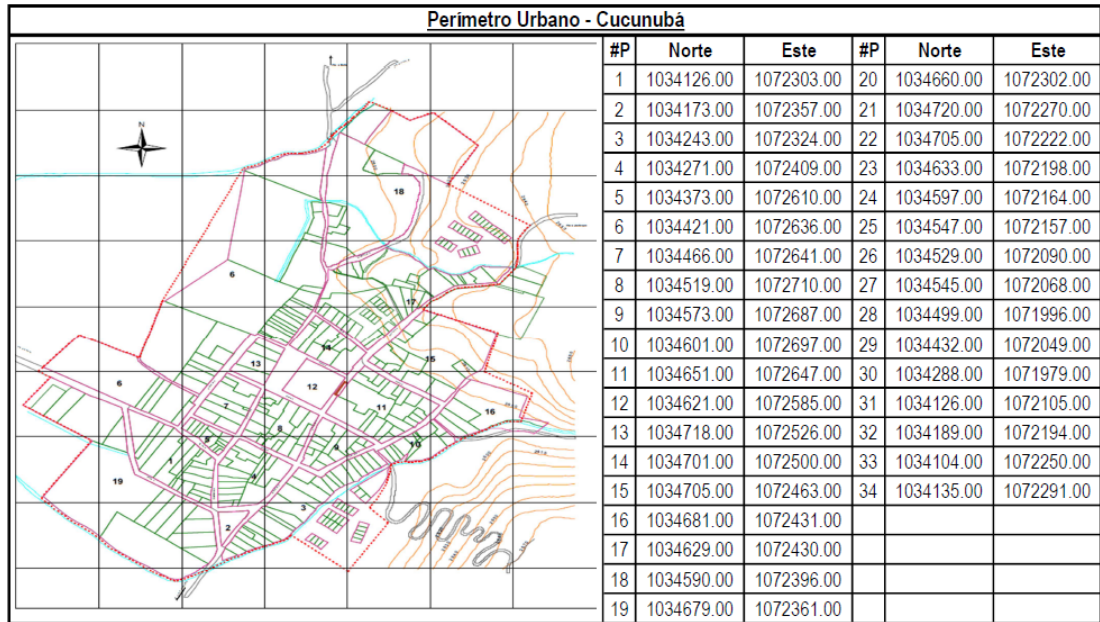 Perímetro Urbano - Cucunubá
#P Norte Este #P Norte Este
1 1034126.00 1072303.00 20 1034660.00 1072302.00
2 1034173.00 1072357.00 21 1034720.00 1072270.00
3 1034243.00 1072324.00 22 1034705.00 1072222.00
4 1034271.00 1072409.00 23 1034633.00 1072198.00
5 1034373.00 1072610.00 24 1034597.00 1072164.00
6 1034421.00 1072636.00 25 1034547.00 1072157.00
7 1034466.00 1072641.00 26 1034529.00 1072090.00
8 1034519.00 1072710.00 27 1034545.00 1072068.00
9 1034573.00 1072687.00 28 1034499.00 1071996.00
10 1034601.00 1072697.00 29 1034432.00 1072049.00
11 1034651.00 1072647.00 30 1034288.00 1071979.00
12 1034621.00 1072585.00 31 1034126.00 1072105.00
13 1034718.00 1072526.00 32 1034189.00 1072194.00
14 1034701.00 1072500.00 33 1034104.00 1072250.00
15 1034705.00 1072463.00 34 1034135.00 1072291.00
16 1034681.00 1072431.00
17 1034629.00 1072430.00
18 1034590.00 1072396.00
19 1034679.00 1072361.00
N
18
6
17
14
15
13
12
6
7
11
16
8
5
9
10
1
4
19
3
2